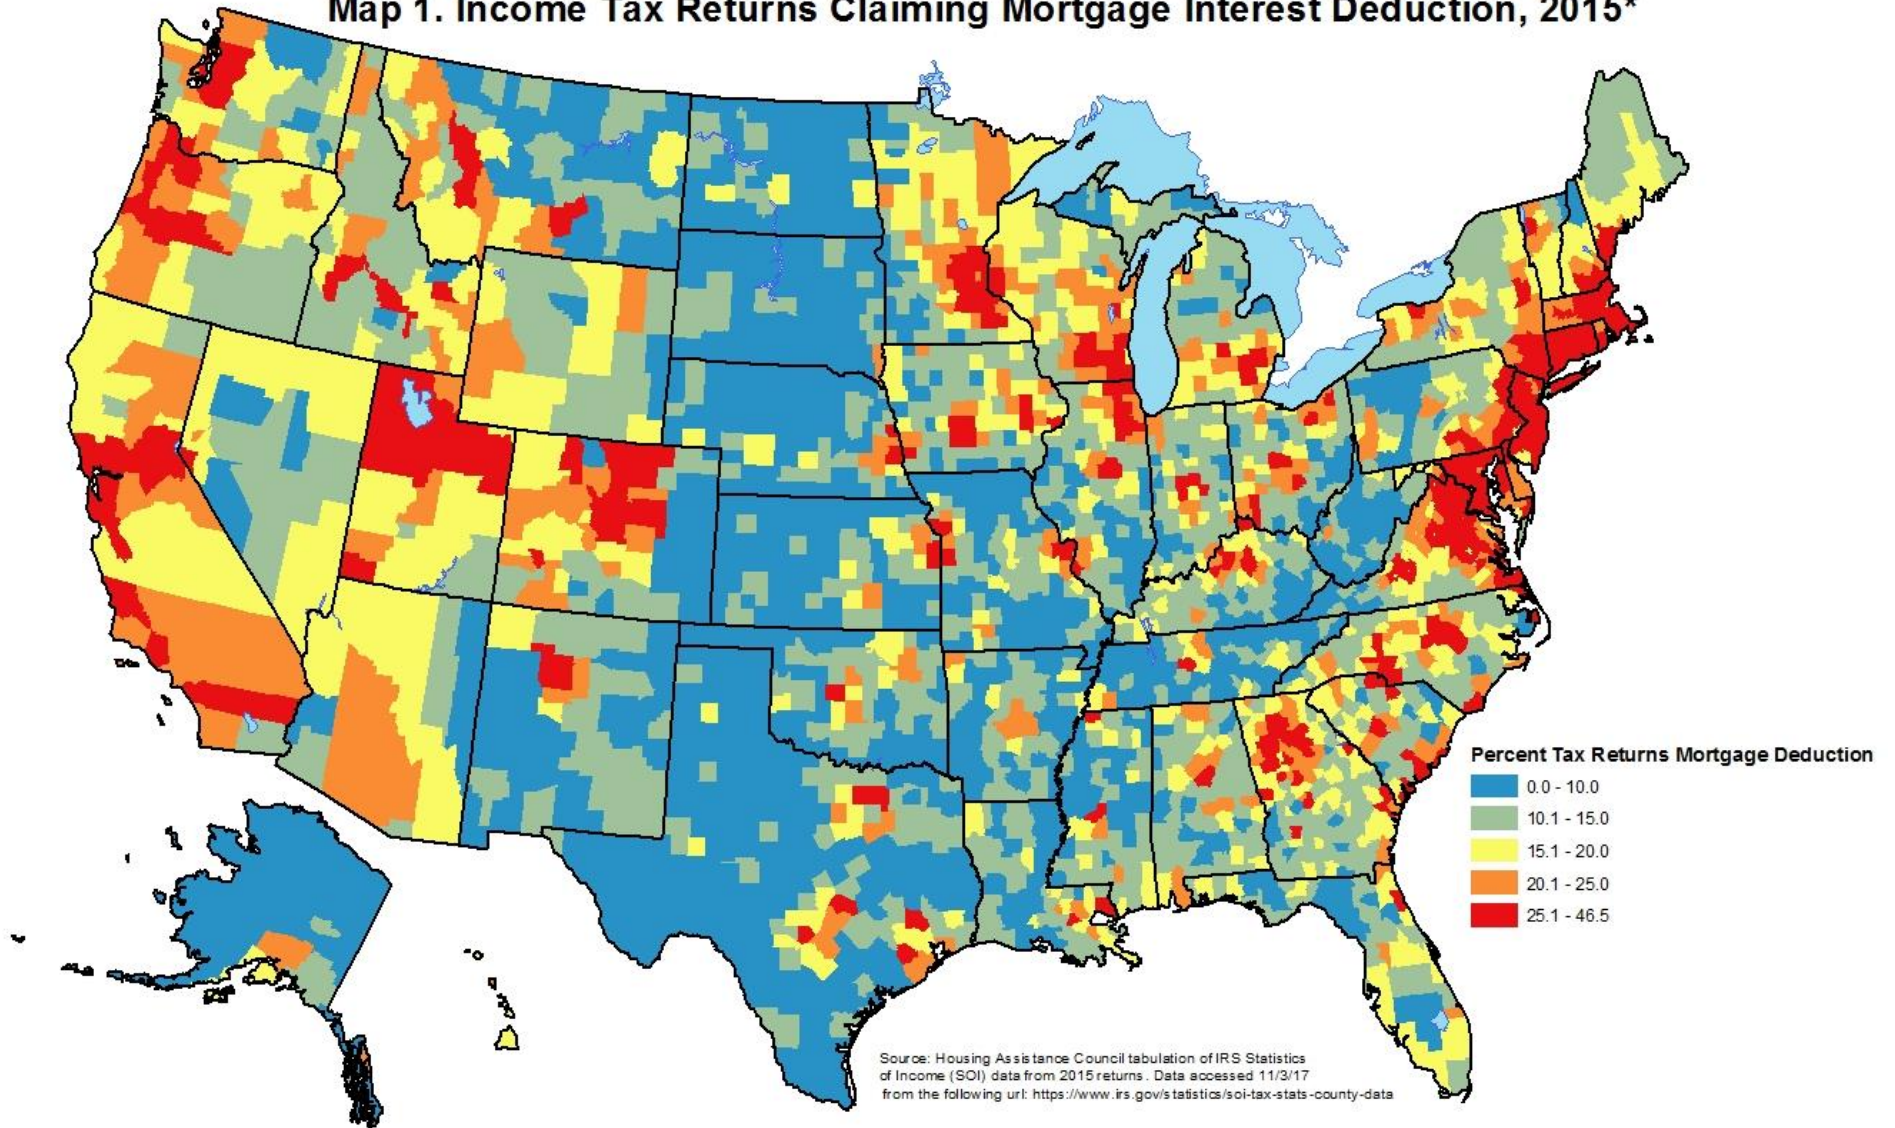 Map 1. Income Tax Returns Claiming Mortgage Interest Deduction, 2015*
Percent Tax Returns Mortgage Deduction
0.0 - 10.0
10.1 - 15.0
15.1 - 20.0
20.1 - 25.0
25.1 - 46.5
Source: Housing Assistance Council tabulation of IRS Statistics
of Income (SOI) data from 2015 returns. Data accessed 11/3/17
from the following url: https://www.irs.gov/statistics/soi-tax-stats-county-data